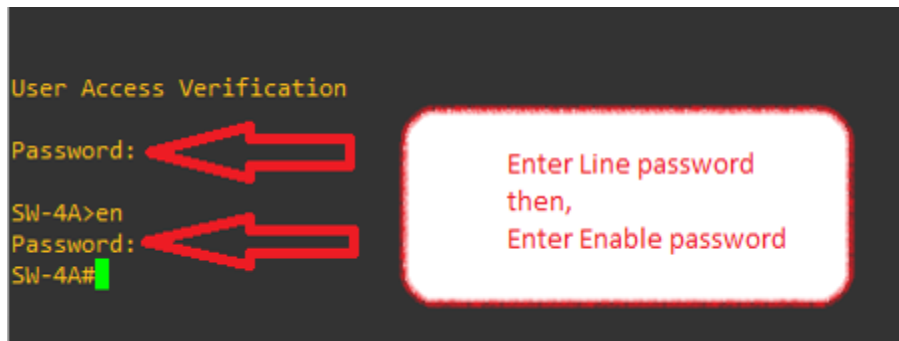 User Access Verification
Password:
SW-4A>en
Password:
SW-4A#
Enter Line password
then,
Enter Enable password